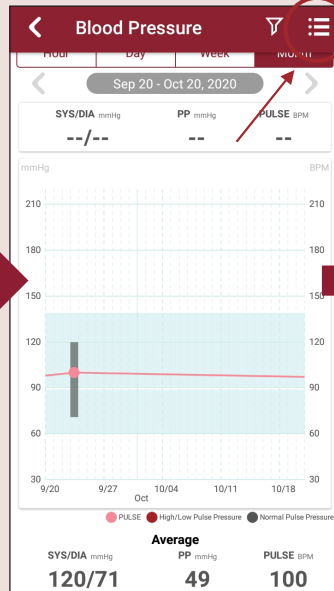 Blood Pressure
Hour Day Week Month
Sep 20 - Oct 20, 2020
SYS/DIA mmHg PP mmHg PULSE BPM
--/-- -- --
mmHg BPM
210 210
180 180
150 150
120 120
90 90
60 60
30 30
9/20 9/27 10/04 10/11 10/18
Oct
PULSE High/Low Pulse Pressure Normal Pulse Pressure
Average
SYS/DIA mmHg PP mmHg PULSE BPM
120/71 49 100